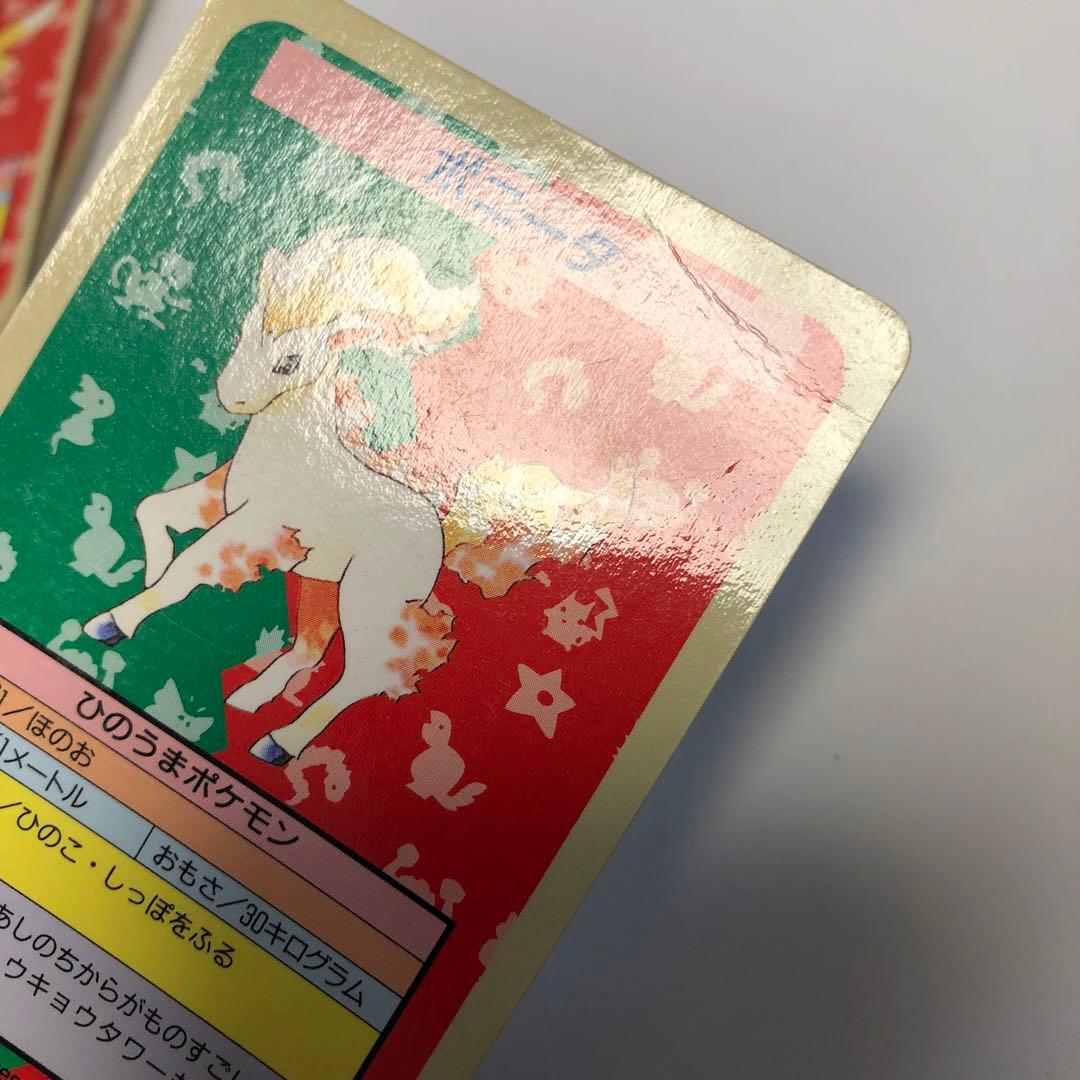 ポニータ
ひのうまポケモン
／ほのお
メートル
おもさ／30キログラム
／ひのこ・しっぽをふる
あしのちからがものすごい
ウキョウタワー